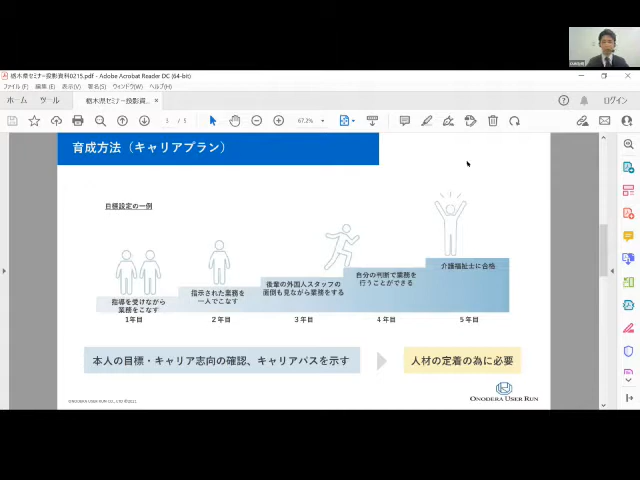 栃木県セミナー投影資料0215.pdf - Adobe Acrobat Reader DC (64-bit)
ファイル(F) 編集(E) 表示(V) 署名(S) ウィンドウ(W) ヘルプ(H)
ホーム ツール 栃木県セミナー投影資... × ログイン
5 / 5 67.2%
育成方法（キャリアプラン）
目標設定の一例
介護福祉士に合格
自分の判断で業務を
行うことができる
後輩の外国人スタッフの
面倒も見ながら業務をする
指示された業務を
一人でこなす
指導を受けながら
業務をこなす
1年目 2年目 3年目 4年目 5年目
本人の目標・キャリア志向の確認、キャリアパスを示す
人材の定着の為に必要
ONODERA USER RUN